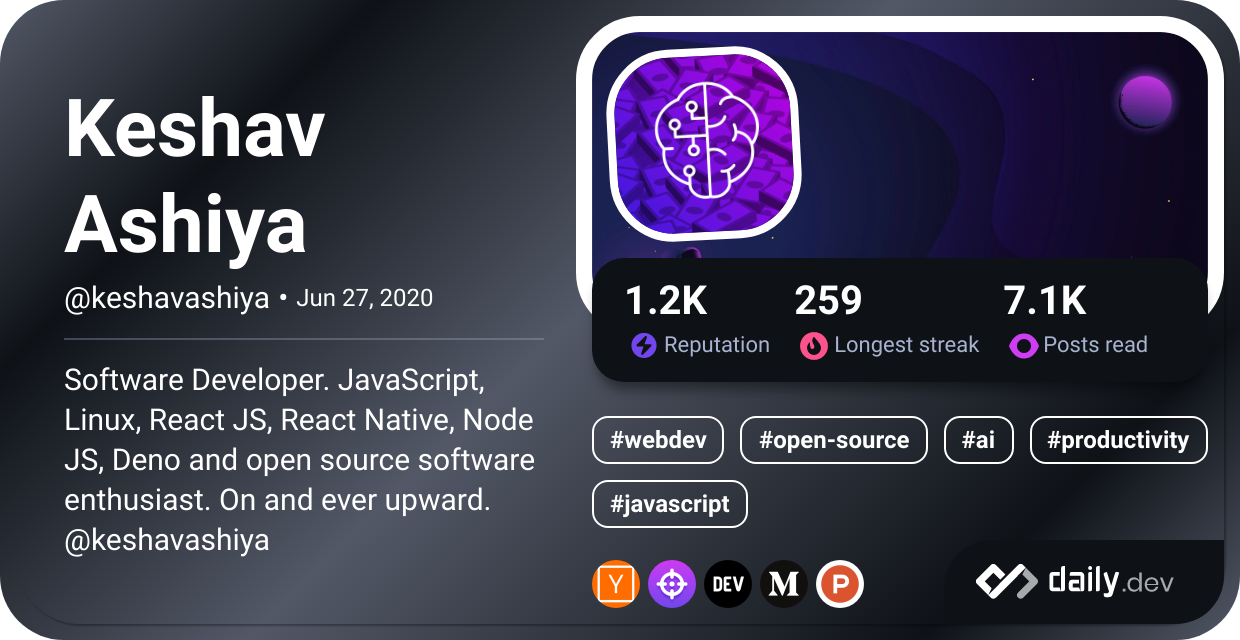 Keshav
Ashiya
@keshavashiya • Jun 27, 2020
Software Developer. JavaScript,
Linux, React JS, React Native, Node
JS, Deno and open source software
enthusiast. On and ever upward.
@keshavashiya
1.2K 259 7.1K
Reputation Longest streak Posts read
#webdev #open-source #ai #productivity
#javascript
Y DEV M P
daily.dev